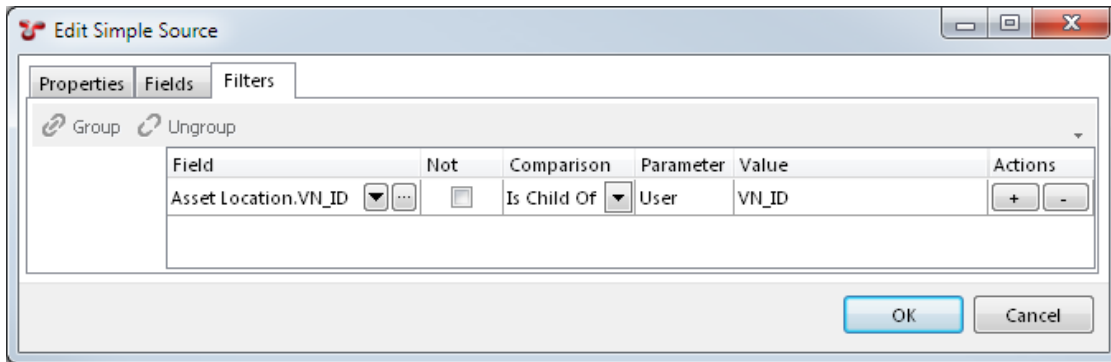 Edit Simple Source
Properties Fields Filters
Group Ungroup
Field Not Comparison Parameter Value Actions
Asset Location.VN_ID ... Is Child Of User VN_ID + -
OK Cancel